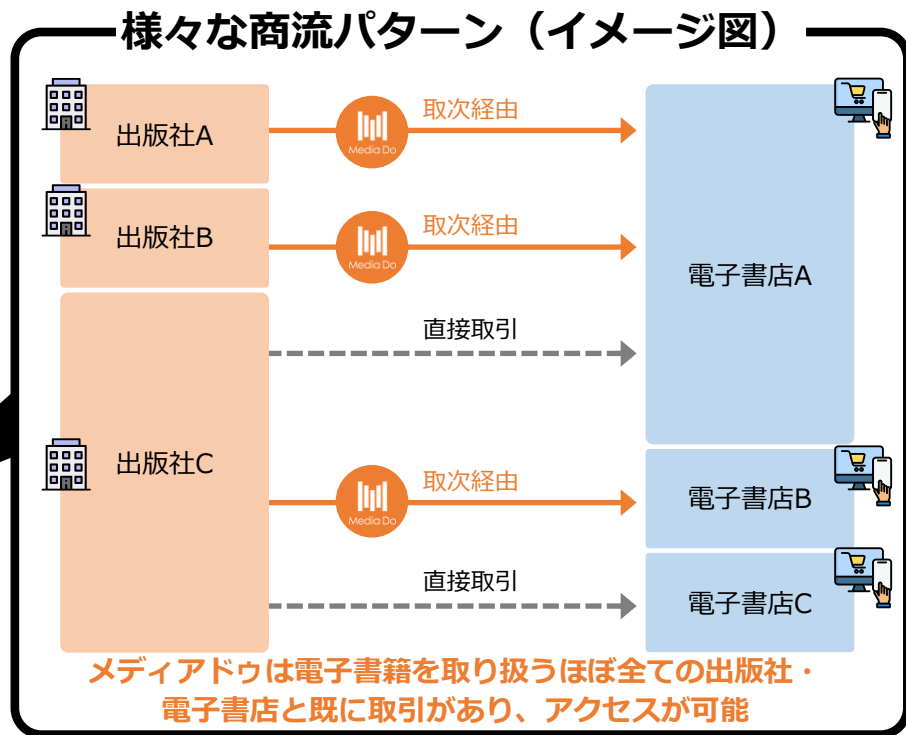 様々な商流パターン（イメージ図）
出版社A
Media Do
取次経由
電子書店A
出版社B
Media Do
取次経由
直接取引
出版社C
Media Do
取次経由
電子書店B
直接取引
電子書店C
メディアドゥは電子書籍を取り扱うほぼ全ての出版社・
電子書店と既に取引があり、アクセスが可能